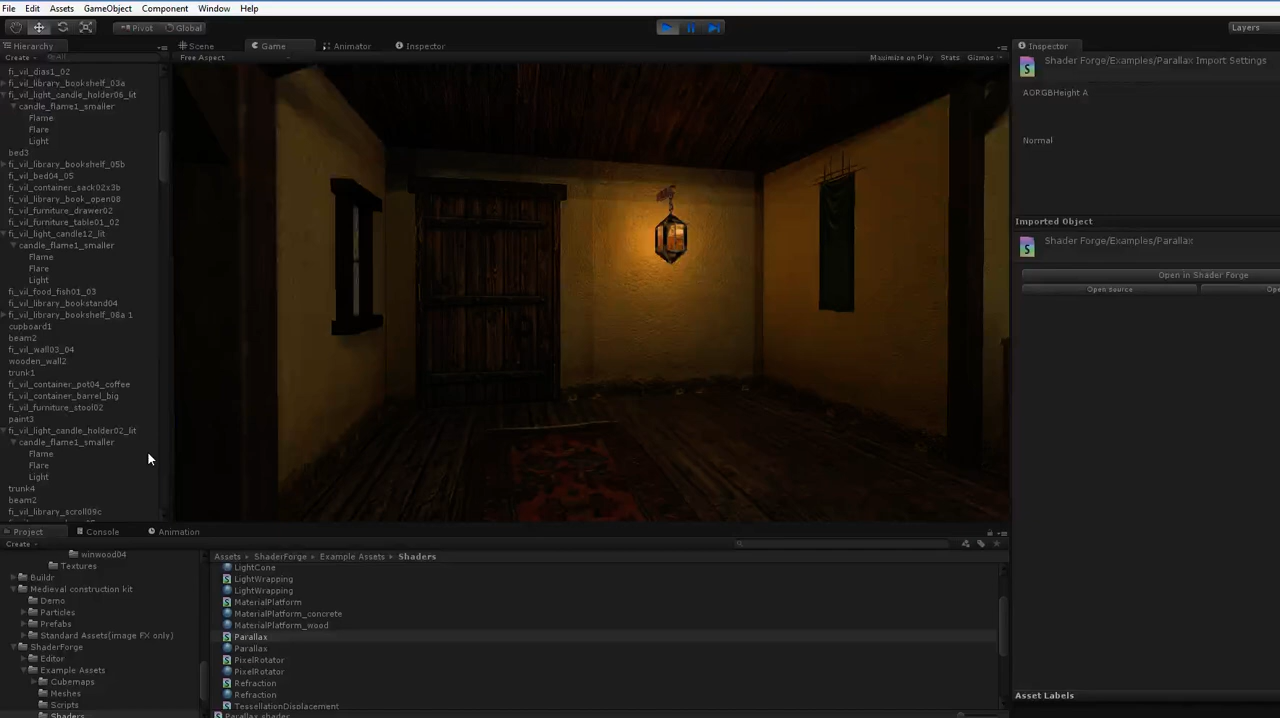 File Edit Assets GameObject Component Window Help
Pivot Global Layers
Hierarchy
Create All
fi_vil_dias1_02
fi_vil_library_bookshelf_03a
fi_vil_light_candle_holder06_lit
candle_flame1_smaller
Flame
Flare
Light
bed3
fi_vil_library_bookshelf_05b
fi_vil_bed04_05
fi_vil_container_sack02x3b
fi_vil_library_book_open08
fi_vil_furniture_drawer02
fi_vil_furniture_table01_02
fi_vil_light_candle12_lit
candle_flame1_smaller
Flame
Flare
Light
fi_vil_food_fish01_03
fi_vil_library_bookstand04
fi_vil_library_bookshelf_08a 1
cupboard1
beam2
fi_vil_wall03_04
wooden_wall2
trunk1
fi_vil_container_pot04_coffee
fi_vil_container_barrel_big
fi_vil_furniture_stool02
paint3
fi_vil_light_candle_holder02_lit
candle_flame1_smaller
Flame
Flare
Light
trunk4
beam2
fi_vil_library_scroll09c
Scene Game Animator Inspector
Free Aspect Maximize on Play Stats Gizmos
Inspector
Shader Forge/Examples/Parallax Import Settings
AORGBHeight A
Normal
Imported Object
Shader Forge/Examples/Parallax
Open in Shader Forge
Open source
Asset Labels
Project Console Animation
Create
winwood04
Textures
Buildr
Medieval construction kit
Demo
Particles
Prefabs
Standard Assets(image FX only)
ShaderForge
Editor
Example Assets
Cubemaps
Meshes
Scripts
Shaders
Assets ShaderForge Example Assets Shaders
LightCone
LightWrapping
LightWrapping
MaterialPlatform
MaterialPlatform_concrete
MaterialPlatform_wood
Parallax
Parallax
PixelRotator
PixelRotator
Refraction
Refraction
TessellationDisplacement
Parallax.shader